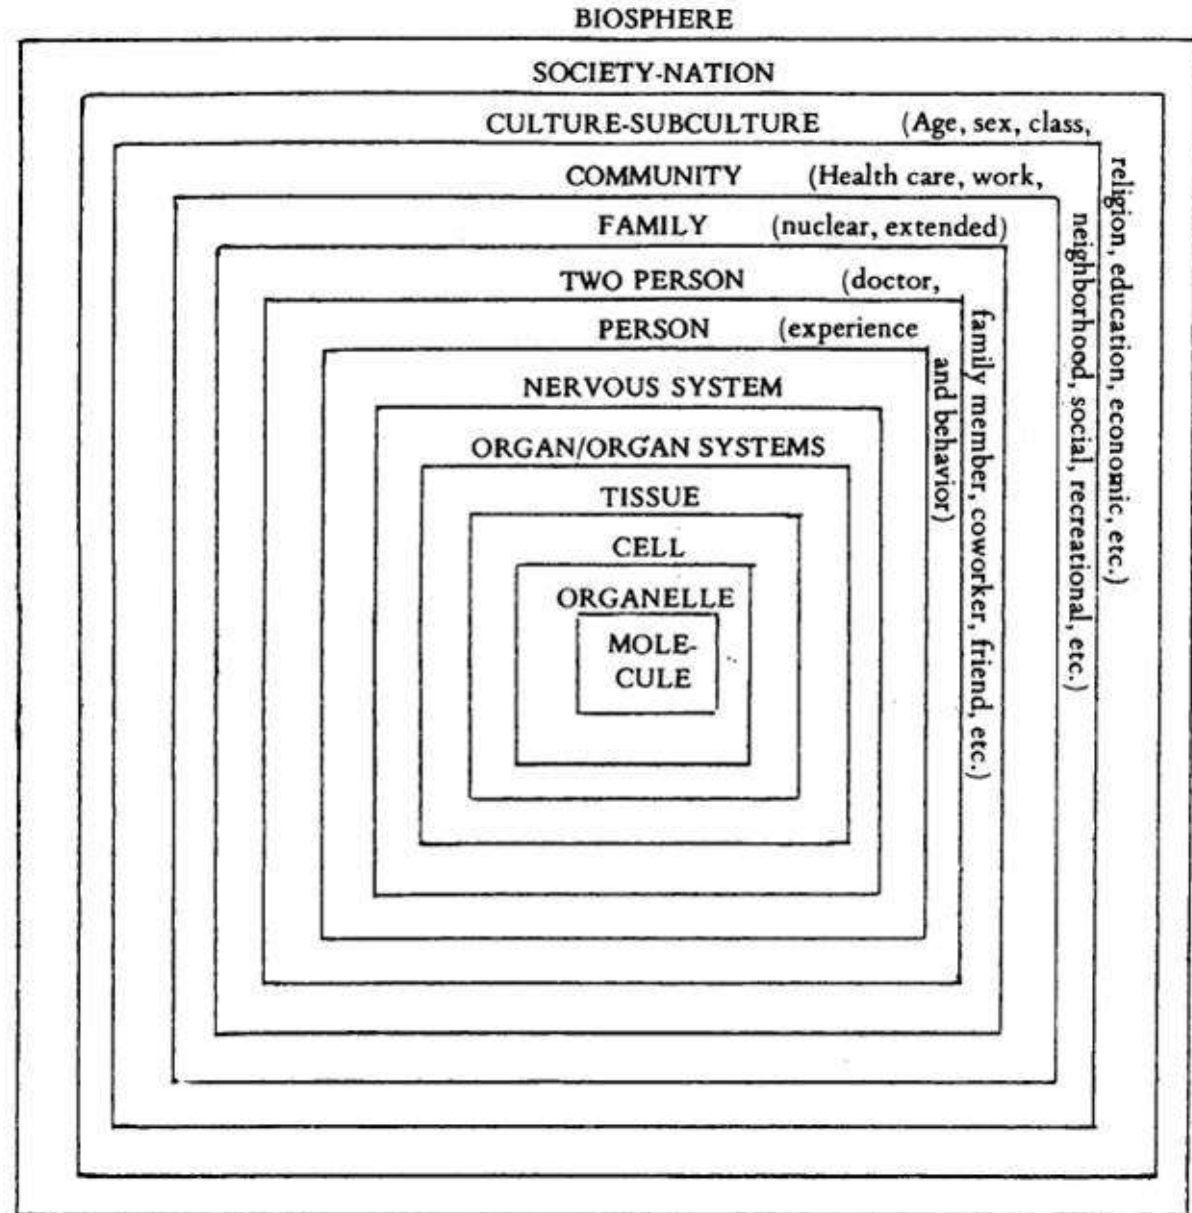 BIOSPHERE
SOCIETY-NATION
CULTURE-SUBCULTURE (Age, sex, class,
religion, education, economic, etc.)
COMMUNITY (Health care, work,
neighborhood, social, recreational, etc.)
FAMILY (nuclear, extended)
TWO PERSON (doctor,
family member, coworker, friend, etc.)
PERSON (experience
and behavior)
NERVOUS SYSTEM
ORGAN/ORGAN SYSTEMS
TISSUE
CELL
ORGANELLE
MOLE-
CULE